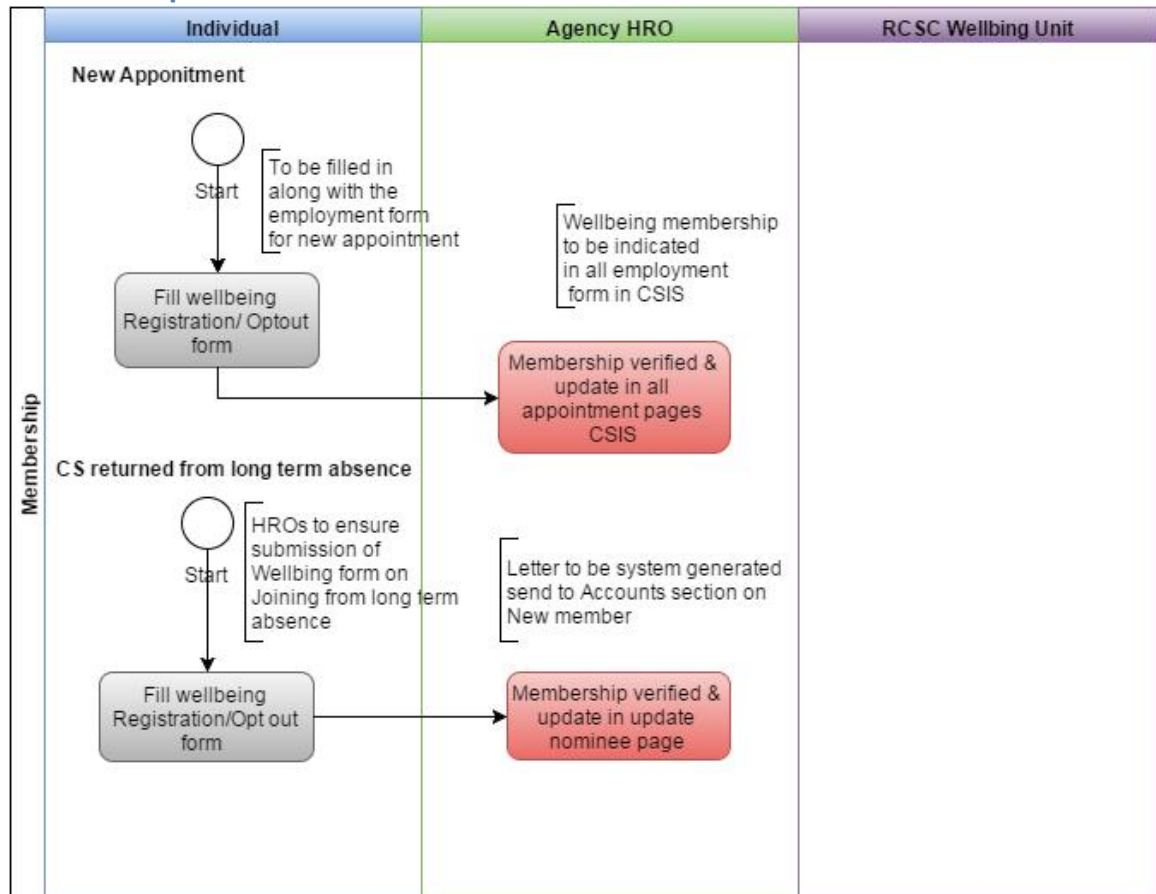 Individual
Agency HRO
RCSC Wellbing Unit
Membership
New Apponitment
Start
To be filled in
along with the
employment form
for new appointment
Wellbeing membership
to be indicated
in all employment
form in CSIS
Fill wellbeing
Registration/ Optout
form
Membership verified &
update in all
appointment pages
CSIS
CS returned from long term absence
Start
HROs to ensure
submission of
Wellbing form on
Joining from long term
absence
Letter to be system generated
send to Accounts section on
New member
Fill wellbeing
Registration/Opt out
form
Membership verified &
update in update
nominee page